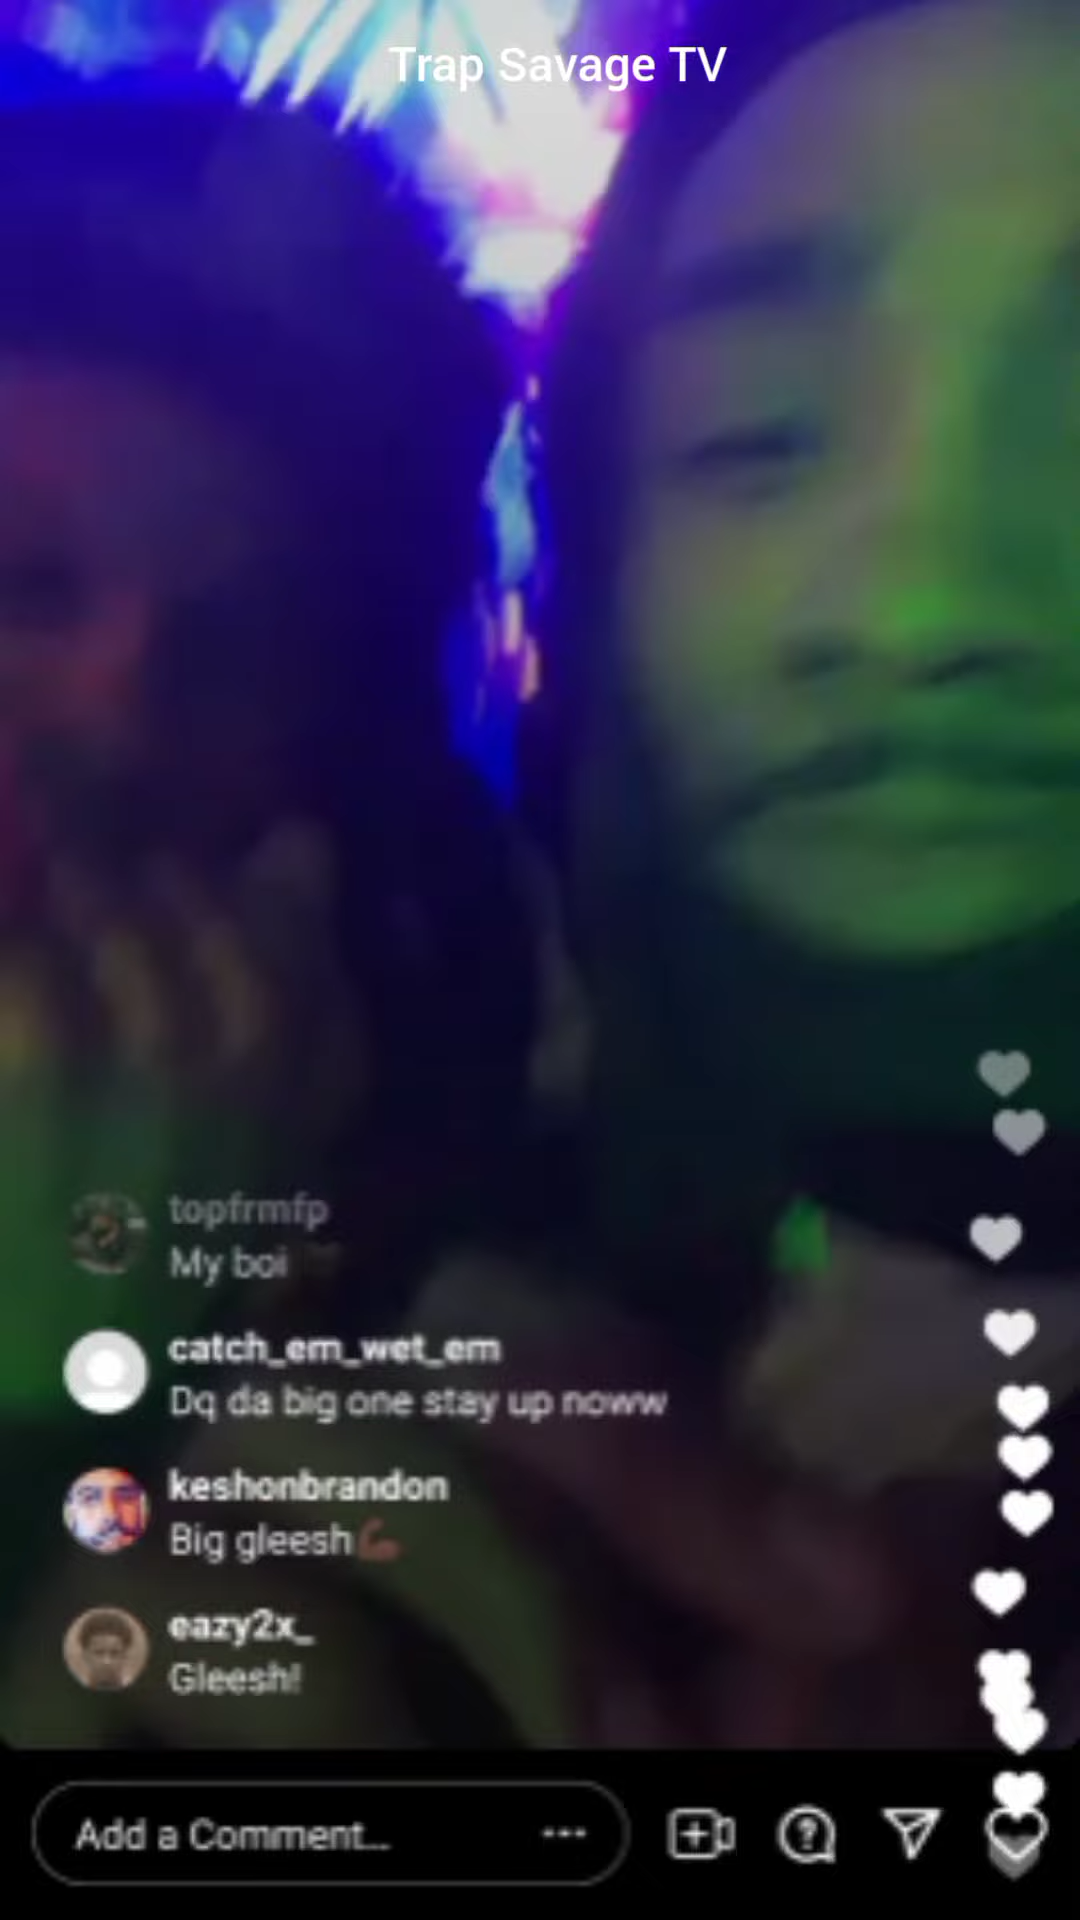 Trap Savage TV
topfrmfp
My boi
catch_em_wet_em
Dq da big one stay up noww
keshonbrandon
Big gleesh💪
eazy2x_
Gleesh!
Add a Comment...